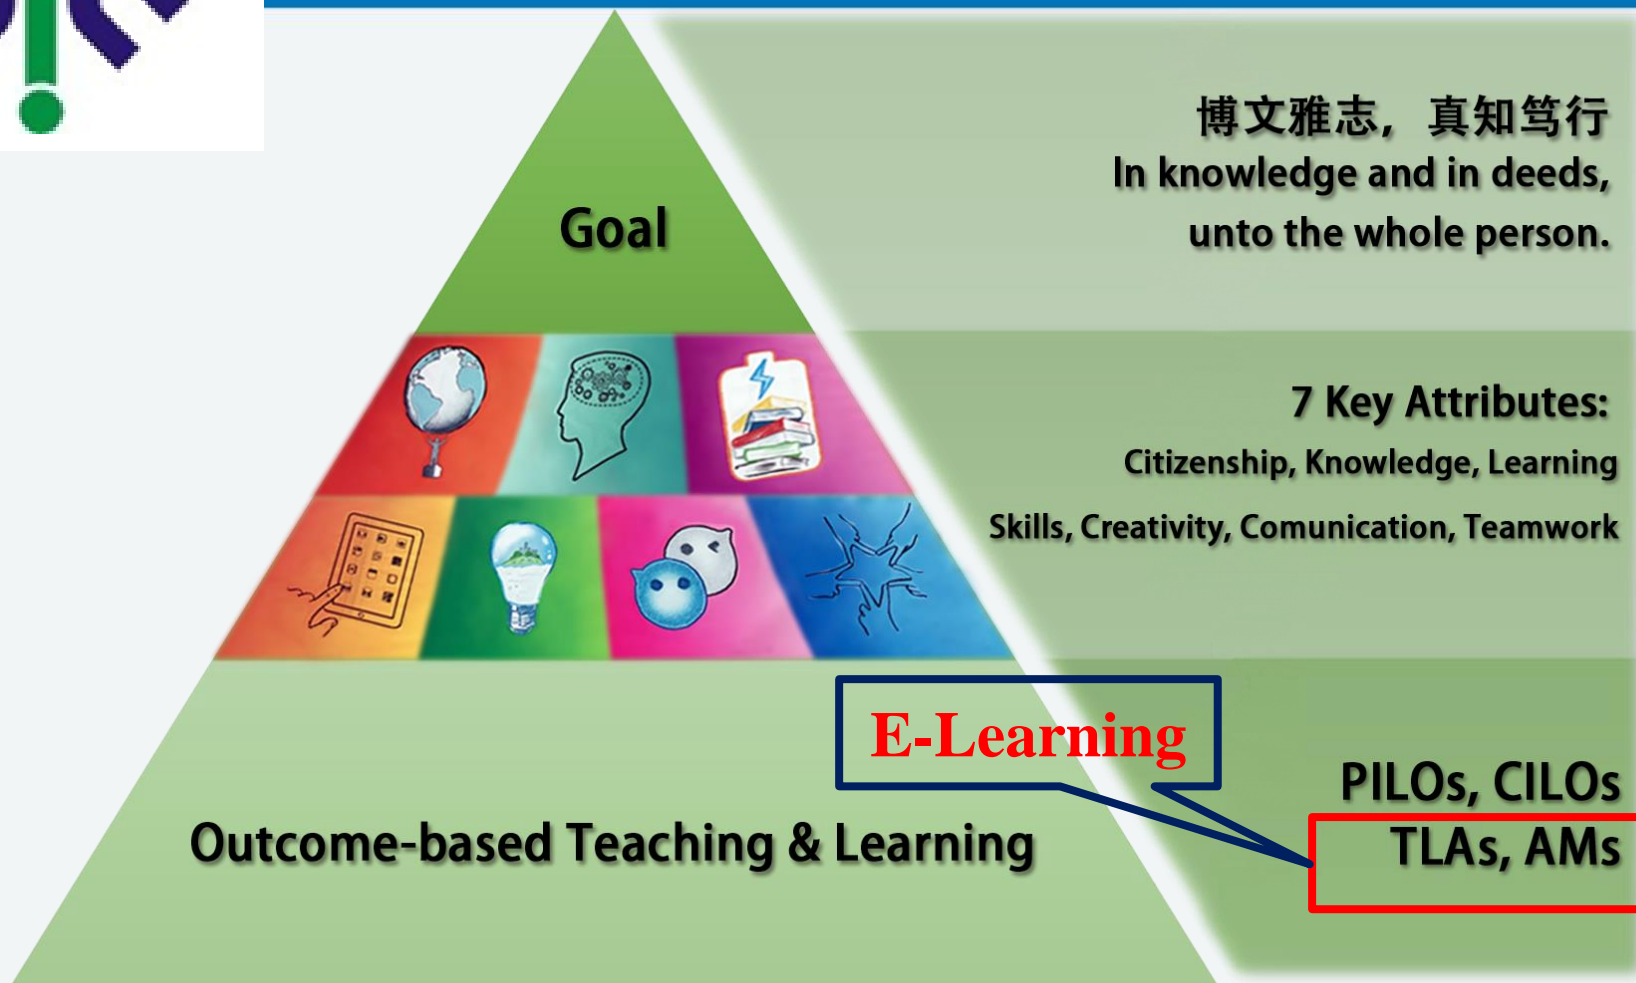 Goal
博文雅志，真知笃行
In knowledge and in deeds,
unto the whole person.
7 Key Attributes:
Citizenship, Knowledge, Learning
Skills, Creativity, Comunication, Teamwork
E-Learning
Outcome-based Teaching & Learning
PILOs, CILOs
TLAs, AMs